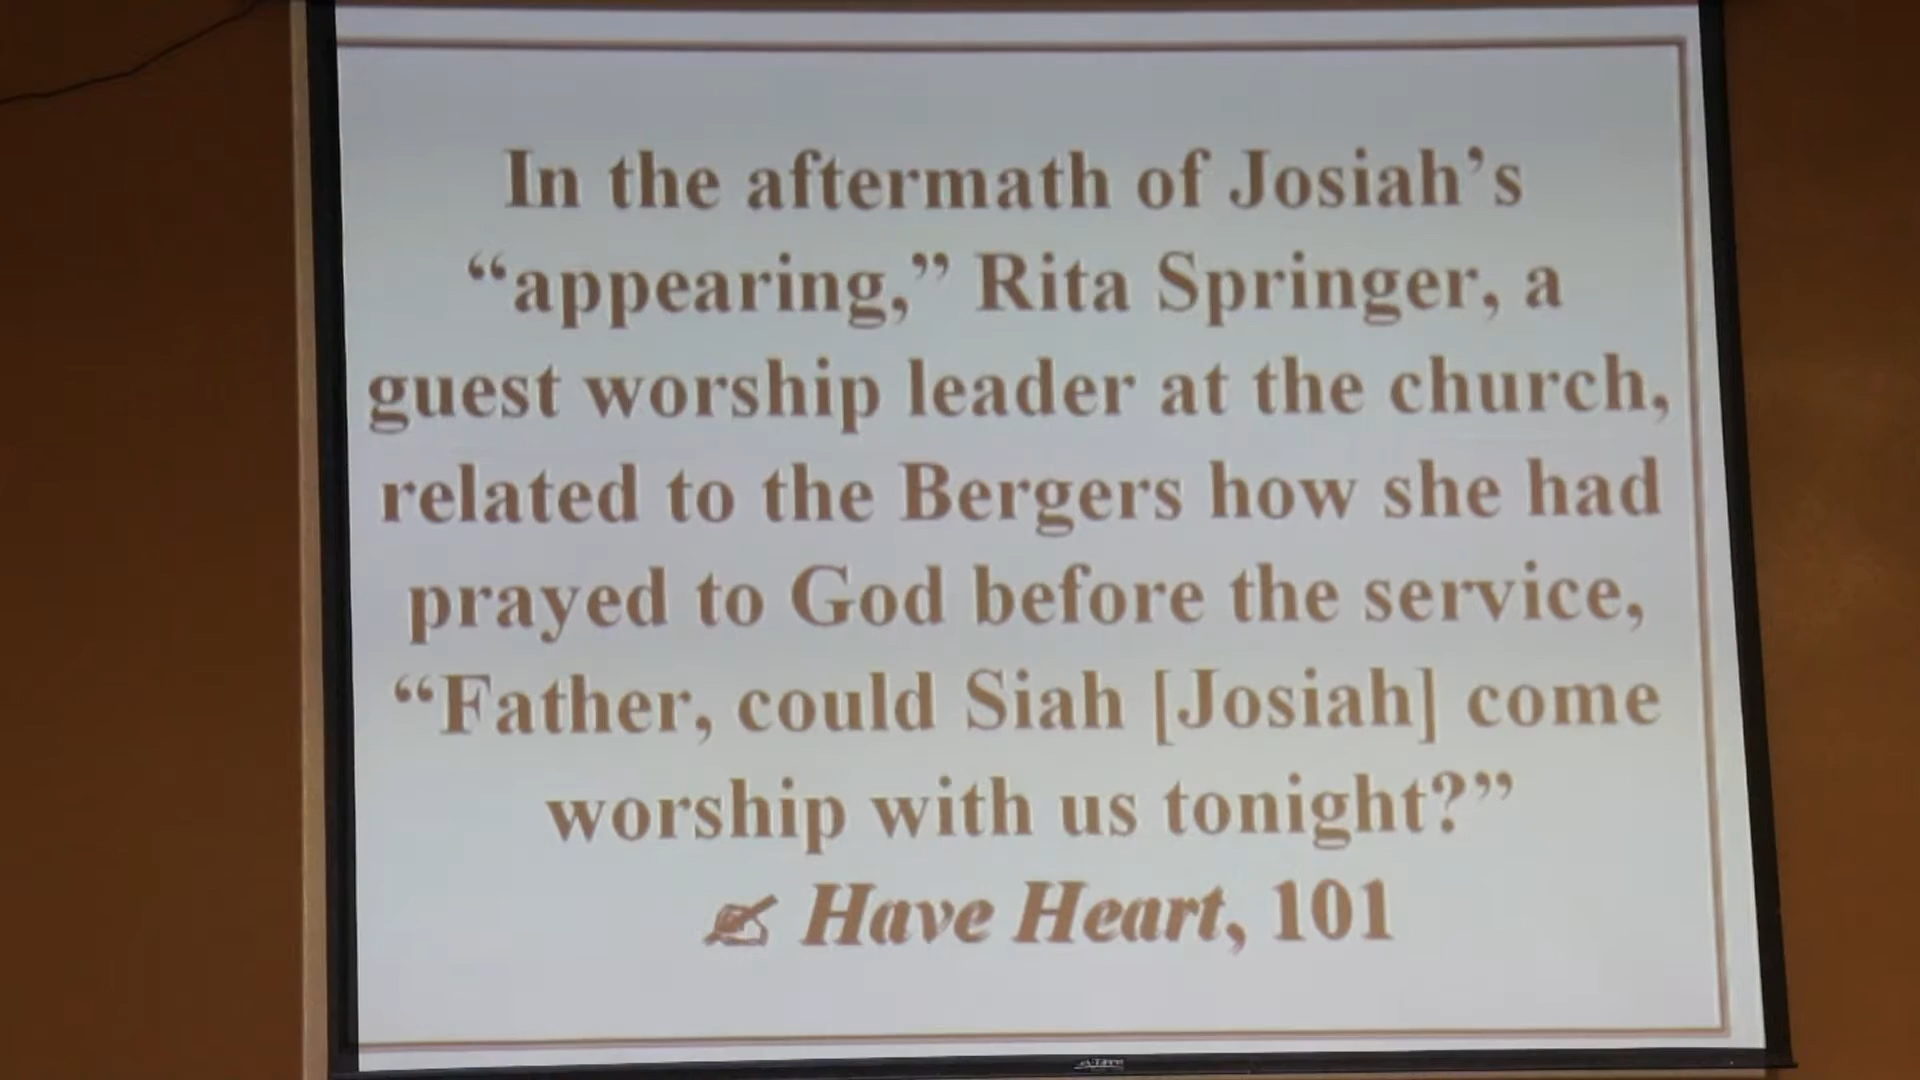 In the aftermath of Josiah’s
“appearing,” Rita Springer, a
guest worship leader at the church,
related to the Bergers how she had
prayed to God before the service,
“Father, could Siah [Josiah] come
worship with us tonight?”
✍ Have Heart, 101